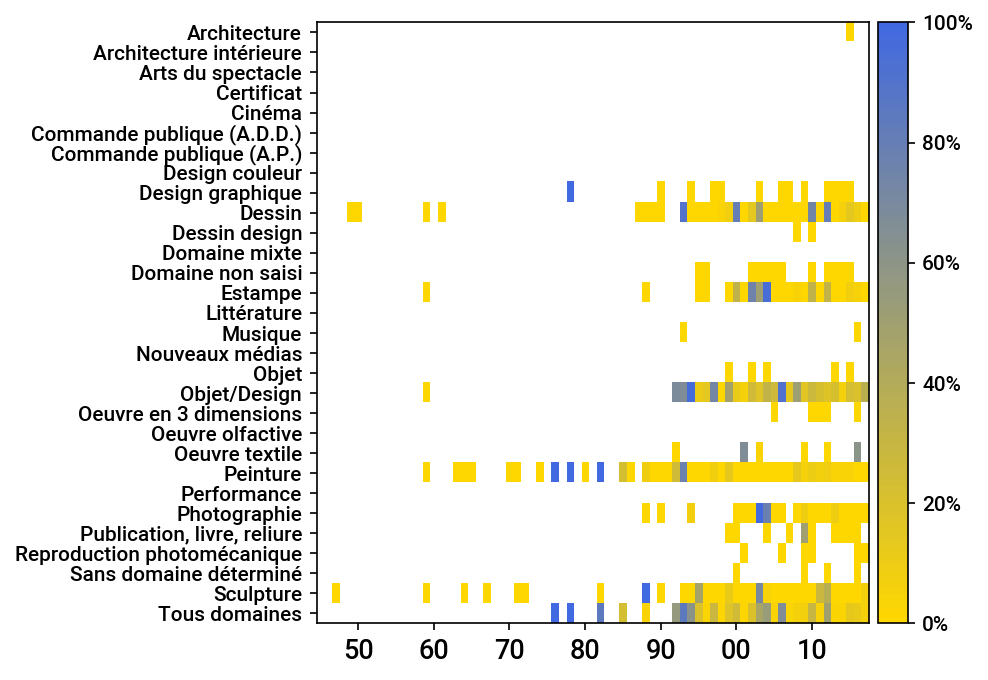 Architecture
Architecture intérieure
Arts du spectacle
Certificat
Cinéma
Commande publique (A.D.D.)
Commande publique (A.P.)
Design couleur
Design graphique
Dessin
Dessin design
Domaine mixte
Domaine non saisi
Estampe
Littérature
Musique
Nouveaux médias
Objet
Objet/Design
Oeuvre en 3 dimensions
Oeuvre olfactive
Oeuvre textile
Peinture
Performance
Photographie
Publication, livre, reliure
Reproduction photomécanique
Sans domaine déterminé
Sculpture
Tous domaines
50 60 70 80 90 00 10
100%
80%
60%
40%
20%
0%